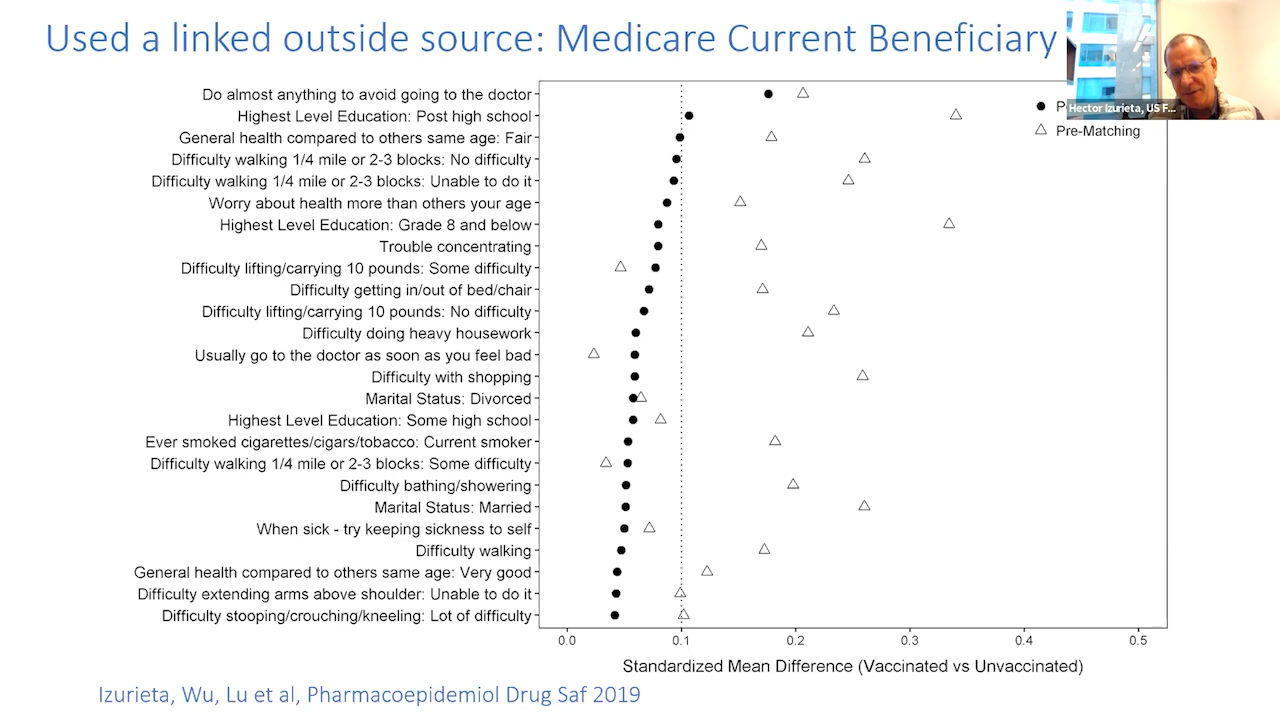 Used a linked outside source: Medicare Current Beneficiary
Hector Izurieta, US F...
Pre-Matching
Do almost anything to avoid going to the doctor
Highest Level Education: Post high school
General health compared to others same age: Fair
Difficulty walking 1/4 mile or 2-3 blocks: No difficulty
Difficulty walking 1/4 mile or 2-3 blocks: Unable to do it
Worry about health more than others your age
Highest Level Education: Grade 8 and below
Trouble concentrating
Difficulty lifting/carrying 10 pounds: Some difficulty
Difficulty getting in/out of bed/chair
Difficulty lifting/carrying 10 pounds: No difficulty
Difficulty doing heavy housework
Usually go to the doctor as soon as you feel bad
Difficulty with shopping
Marital Status: Divorced
Highest Level Education: Some high school
Ever smoked cigarettes/cigars/tobacco: Current smoker
Difficulty walking 1/4 mile or 2-3 blocks: Some difficulty
Difficulty bathing/showering
Marital Status: Married
When sick - try keeping sickness to self
Difficulty walking
General health compared to others same age: Very good
Difficulty extending arms above shoulder: Unable to do it
Difficulty stooping/crouching/kneeling: Lot of difficulty
0.0 0.1 0.2 0.3 0.4 0.5
Standardized Mean Difference (Vaccinated vs Unvaccinated)
Izurieta, Wu, Lu et al, Pharmacoepidemiol Drug Saf 2019